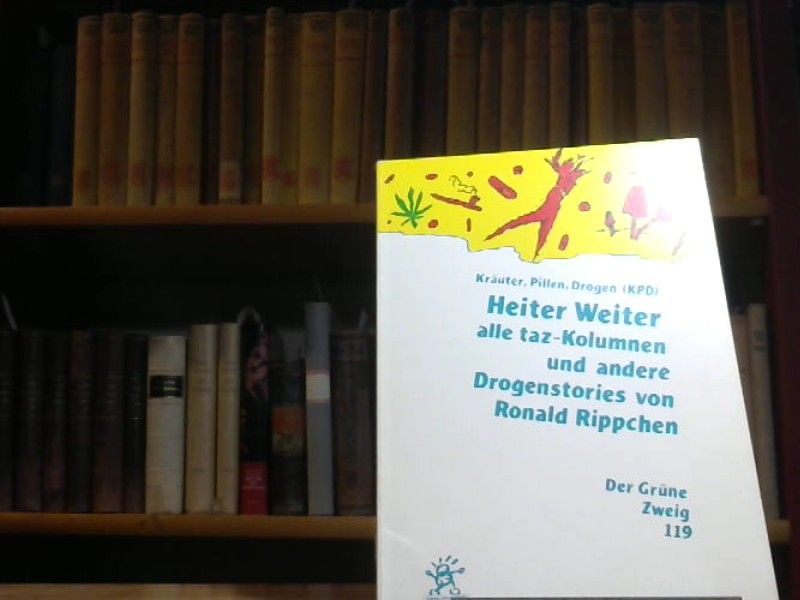 Kräuter, Pillen, Drogen (KPD)
Heiter Weiter
alle taz-Kolumnen
und andere
Drogenstories von
Ronald Rippchen
Der Grüne
Zweig
119